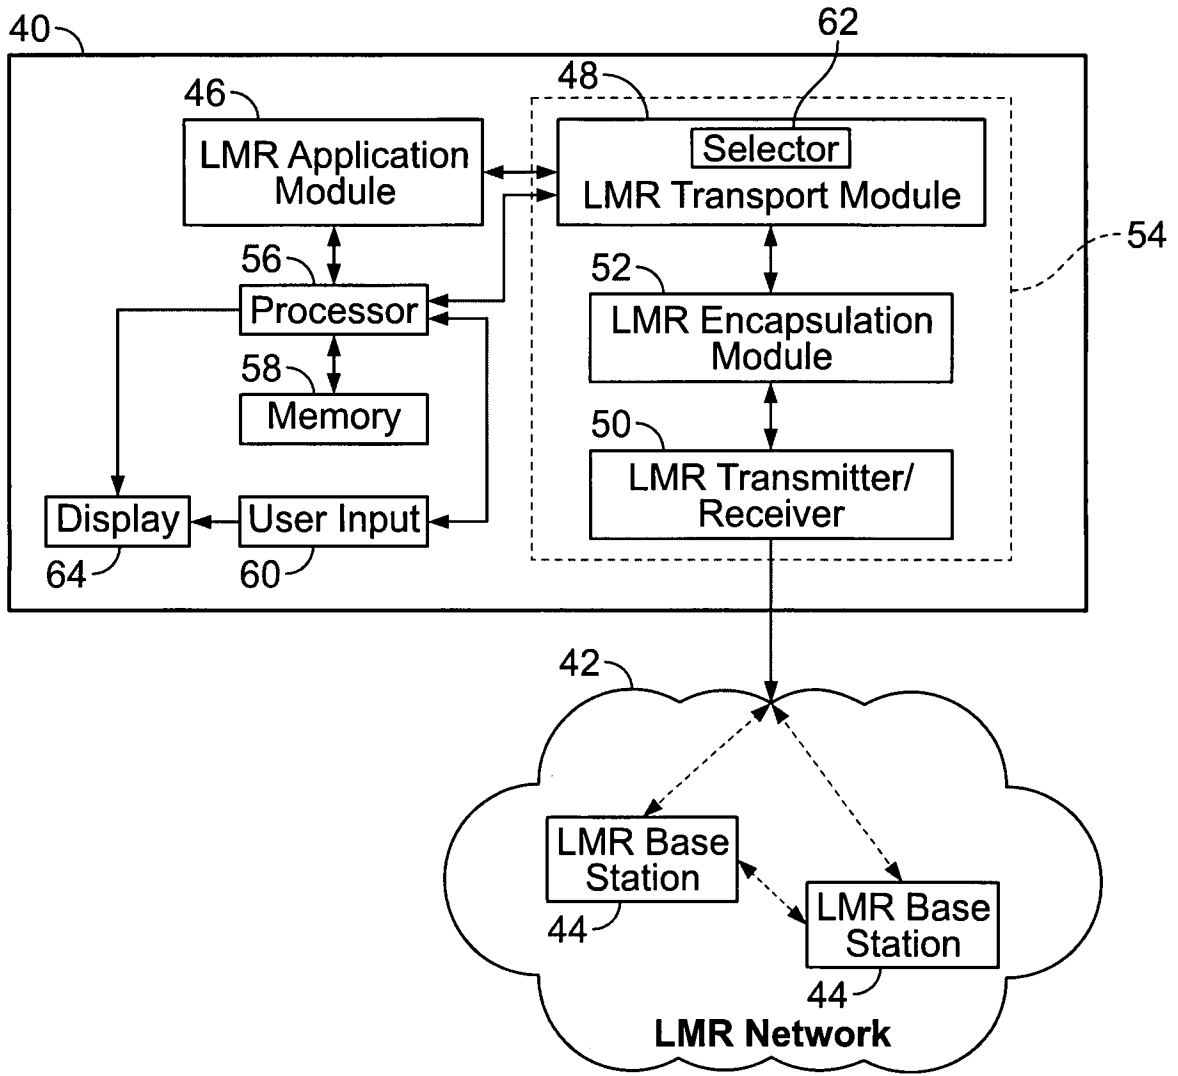 40
62
46
48
LMR Application
Module
Selector
LMR Transport Module
54
56
Processor
52
LMR Encapsulation
Module
58
Memory
50
LMR Transmitter/
Receiver
Display
User Input
64
60
42
LMR Base
Station
44
LMR Base
Station
44
LMR Network